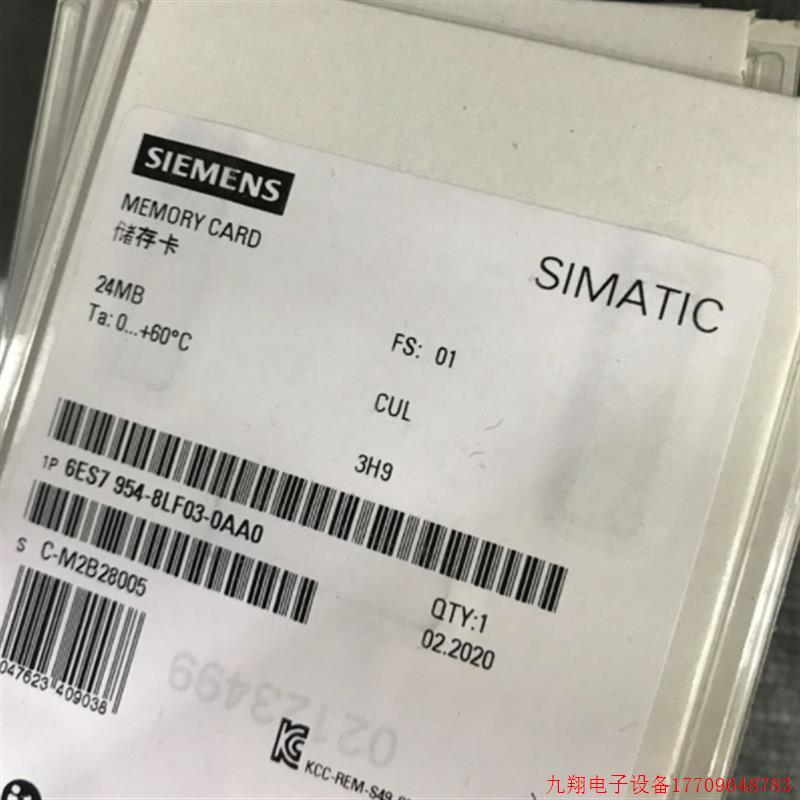 SIEMENS
MEMORY CARD
储存卡
SIMATIC
24MB
Ta: 0...+60°C
FS: 01
CUL
3H9
1P 6ES7 954-8LF03-0AA0
S C-M2B28005
QTY:1
02.2020
047623 409038
02123499
KCC-REM-S49
九翔电子设备17709648783